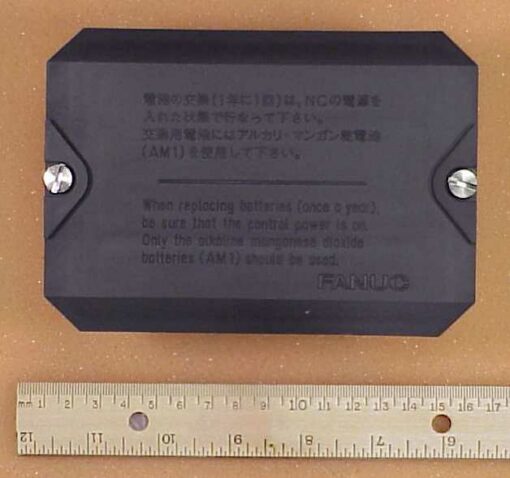 電池の交換(1年に1回)は、NCの電源を
入れた状態で行なって下さい。
交換用電池にはアルカリ・マンガン乾電池
(AM1)を使用して下さい。
When replacing batteries (once a year),
be sure that the control power is on.
Only the alkaline manganese dioxide
batteries (AM1) should be used.
FANUC
mm 1 2 3 4 5 6 7 8 9 10 11 12 13 14 15 16 17
12 11 10 9 8 7 6